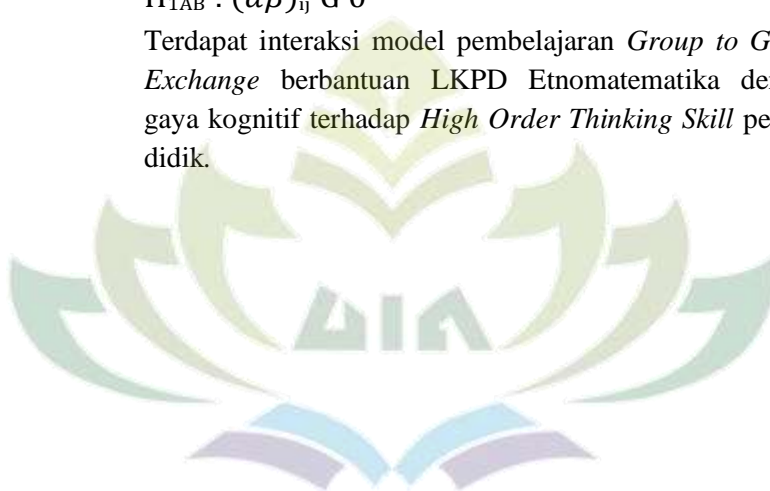 H₁AB : (αβ)ᵢⱼ G 0
Terdapat interaksi model pembelajaran Group to G
Exchange berbantuan LKPD Etnomatematika de
gaya kognitif terhadap High Order Thinking Skill pe
didik.
UIN